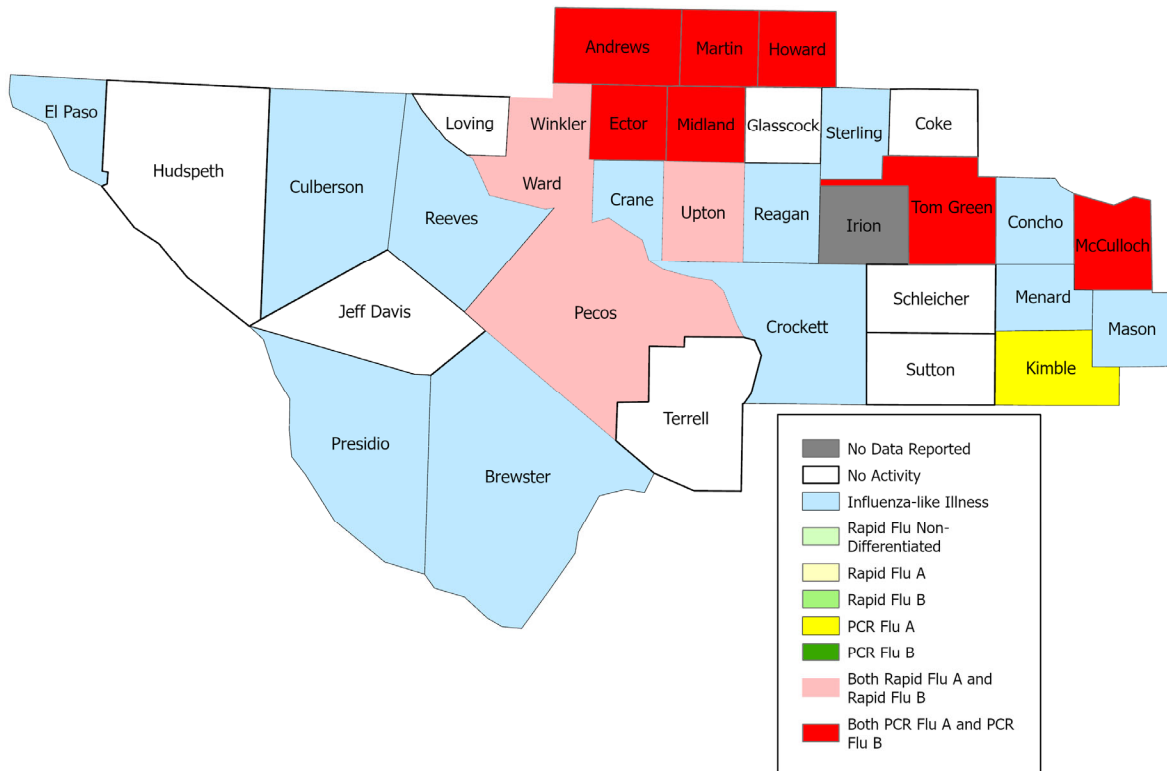 Andrews
Martin
Howard
El Paso
Loving
Winkler
Ector
Midland
Glasscock
Sterling
Coke
Hudspeth
Culberson
Ward
Reeves
Crane
Upton
Reagan
Irion
Tom Green
Concho
McCulloch
Jeff Davis
Pecos
Crockett
Schleicher
Menard
Mason
Sutton
Kimble
Terrell
Presidio
Brewster
No Data Reported
No Activity
Influenza-like Illness
Rapid Flu Non-
Differentiated
Rapid Flu A
Rapid Flu B
PCR Flu A
PCR Flu B
Both Rapid Flu A and
Rapid Flu B
Both PCR Flu A and PCR
Flu B